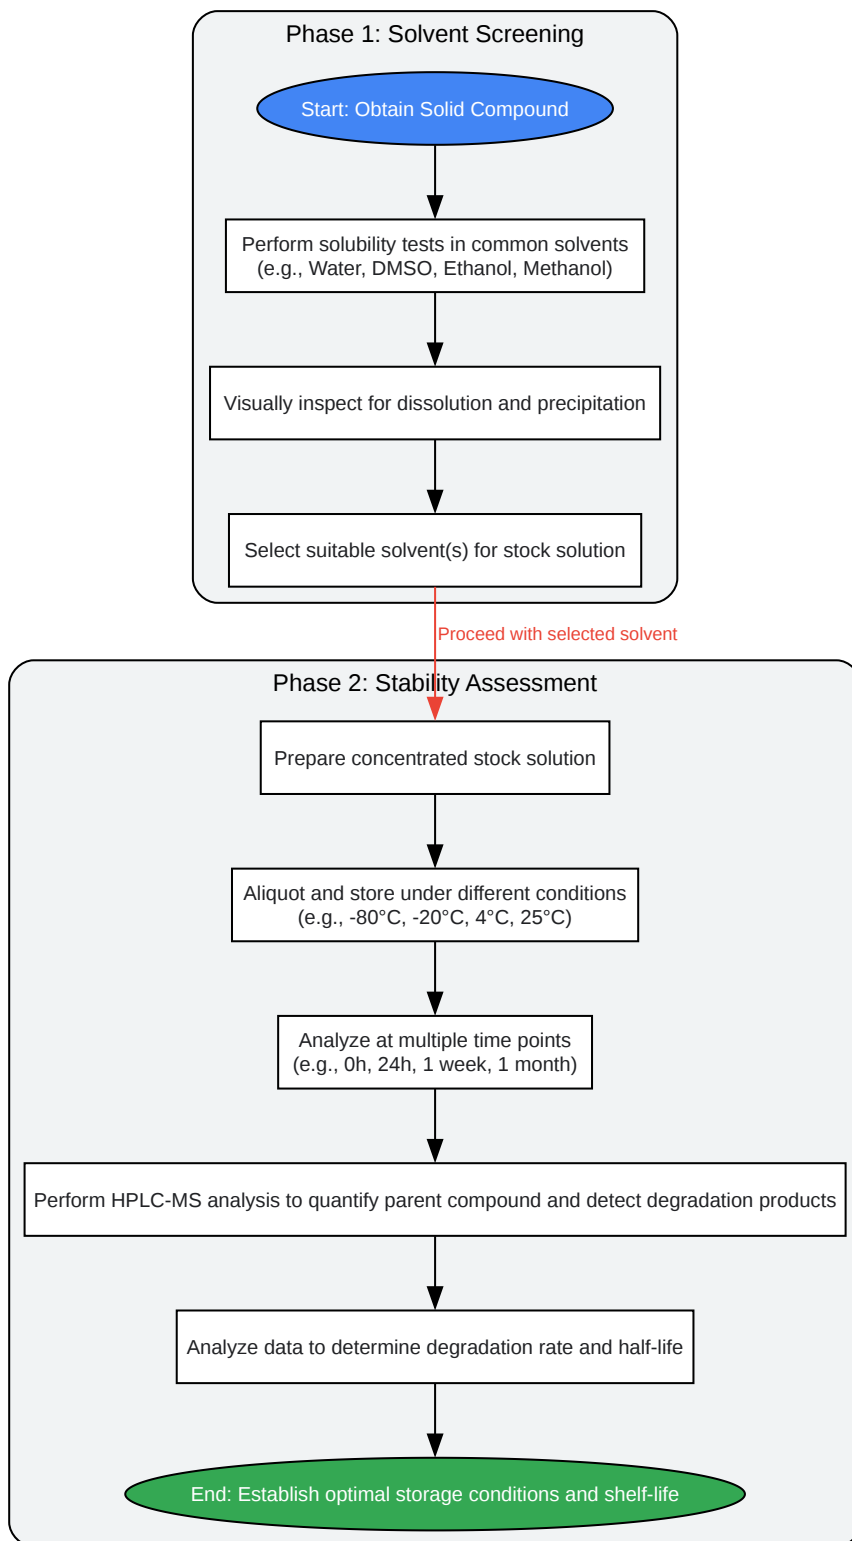 Phase 1: Solvent Screening
Start: Obtain Solid Compound
Perform solubility tests in common solvents
(e.g., Water, DMSO, Ethanol, Methanol)
Visually inspect for dissolution and precipitation
Select suitable solvent(s) for stock solution
Proceed with selected solvent
Phase 2: Stability Assessment
Prepare concentrated stock solution
Aliquot and store under different conditions
(e.g., -80°C, -20°C, 4°C, 25°C)
Analyze at multiple time points
(e.g., 0h, 24h, 1 week, 1 month)
Perform HPLC-MS analysis to quantify parent compound and detect degradation products
Analyze data to determine degradation rate and half-life
End: Establish optimal storage conditions and shelf-life